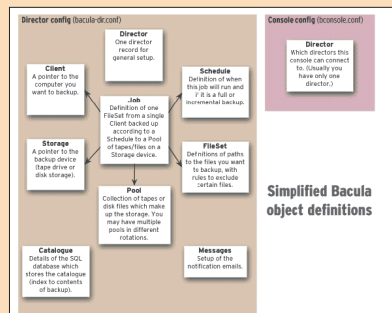 Director config (bacula-dir.conf)
Director
One director
record for
general setup.
Client
A pointer to the
computer you
want to backup.
Schedule
Definition of when
this job will run and
if it is a full or
incremental backup.
Job
Definition of one
FileSet from a single
Client backed up
according to a
Schedule to a Pool
of tapes/files on a
Storage device.
Storage
A pointer to the
backup device
(tape drive or
disk storage).
FileSet
Definitions of paths
to the files you want
to backup, with
rules to exclude
certain files.
Pool
Collection of tapes or
disk files which make
up the storage. You
may have multiple
pools in different
rotations.
Catalogue
Details of the SQL
database which
stores the catalogue
(index to contents
of backup).
Messages
Setup of the
notification emails.
Console config (bconsole.conf)
Director
Which directors this
console can connect
to. (Usually you
have only one
director.)
Simplified Bacula
object definitions